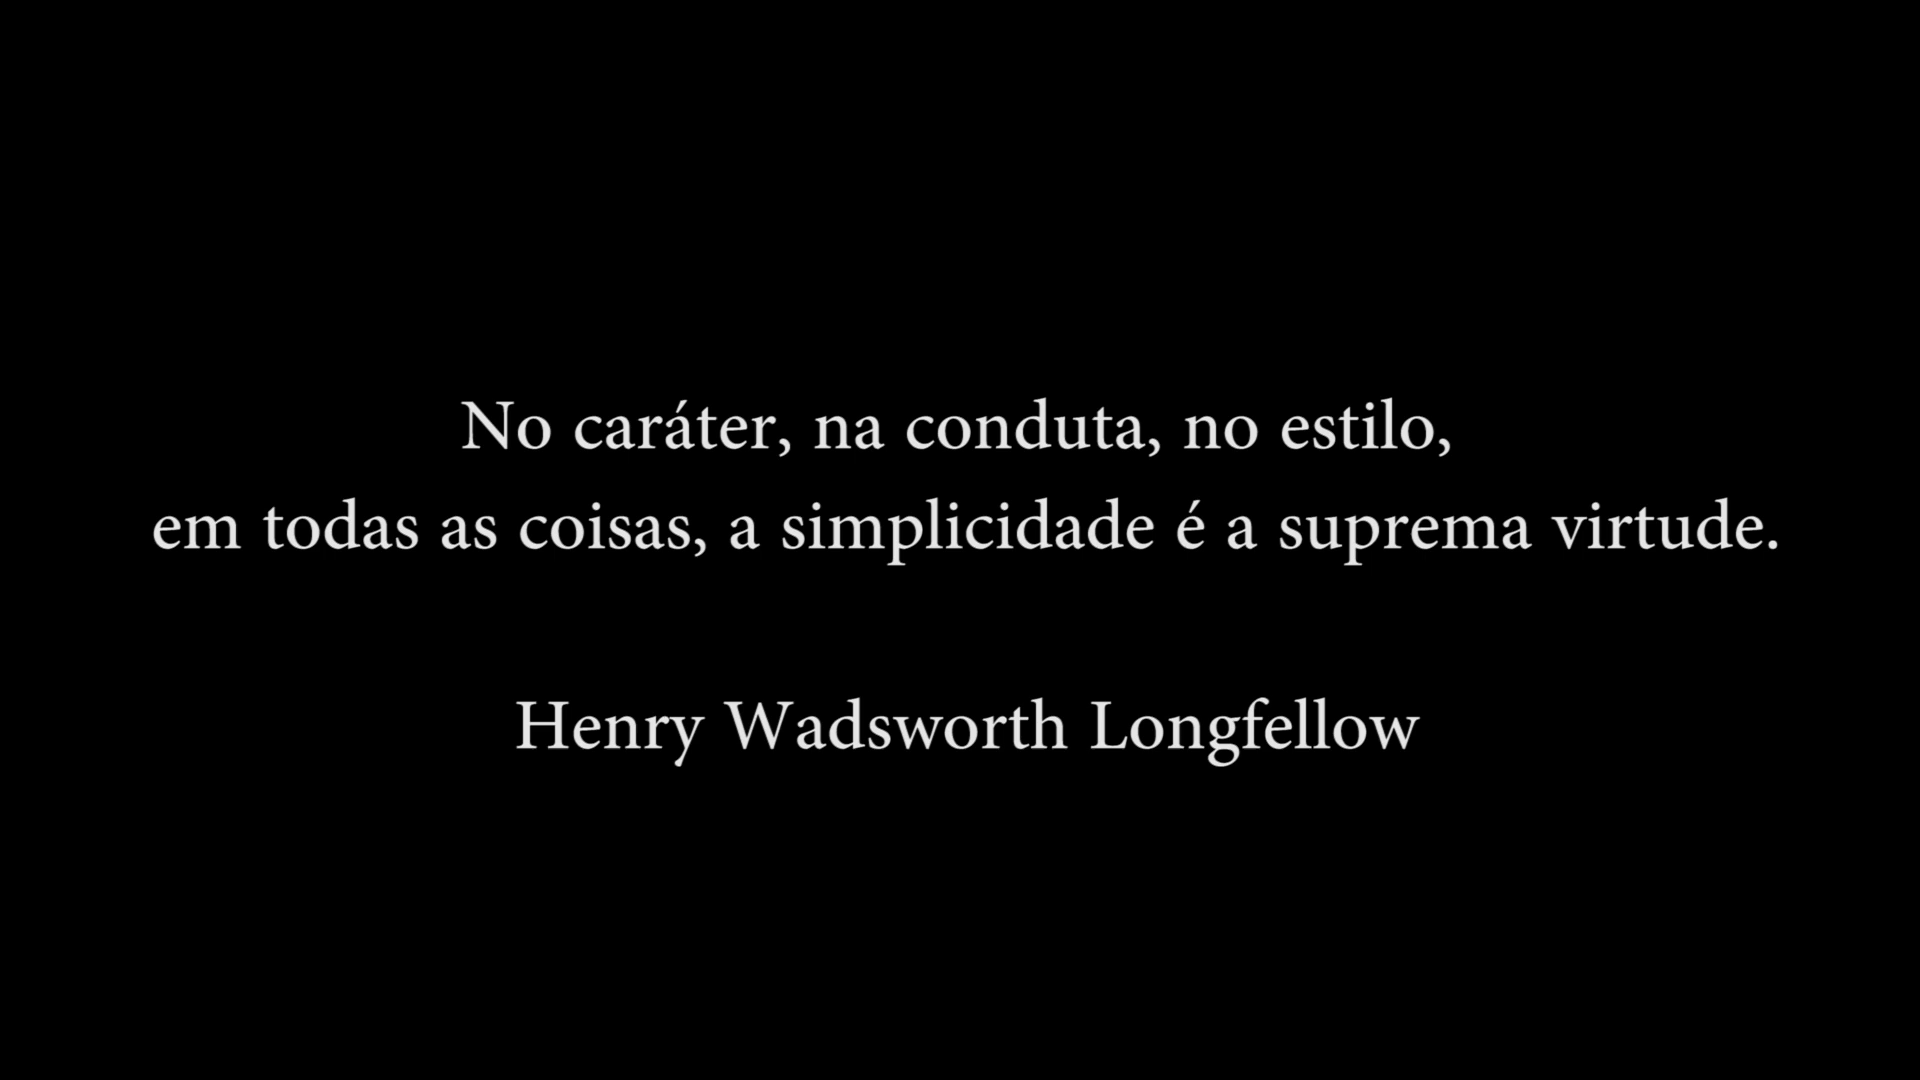 No caráter, na conduta, no estilo,
em todas as coisas, a simplicidade é a suprema virtude.
Henry Wadsworth Longfellow